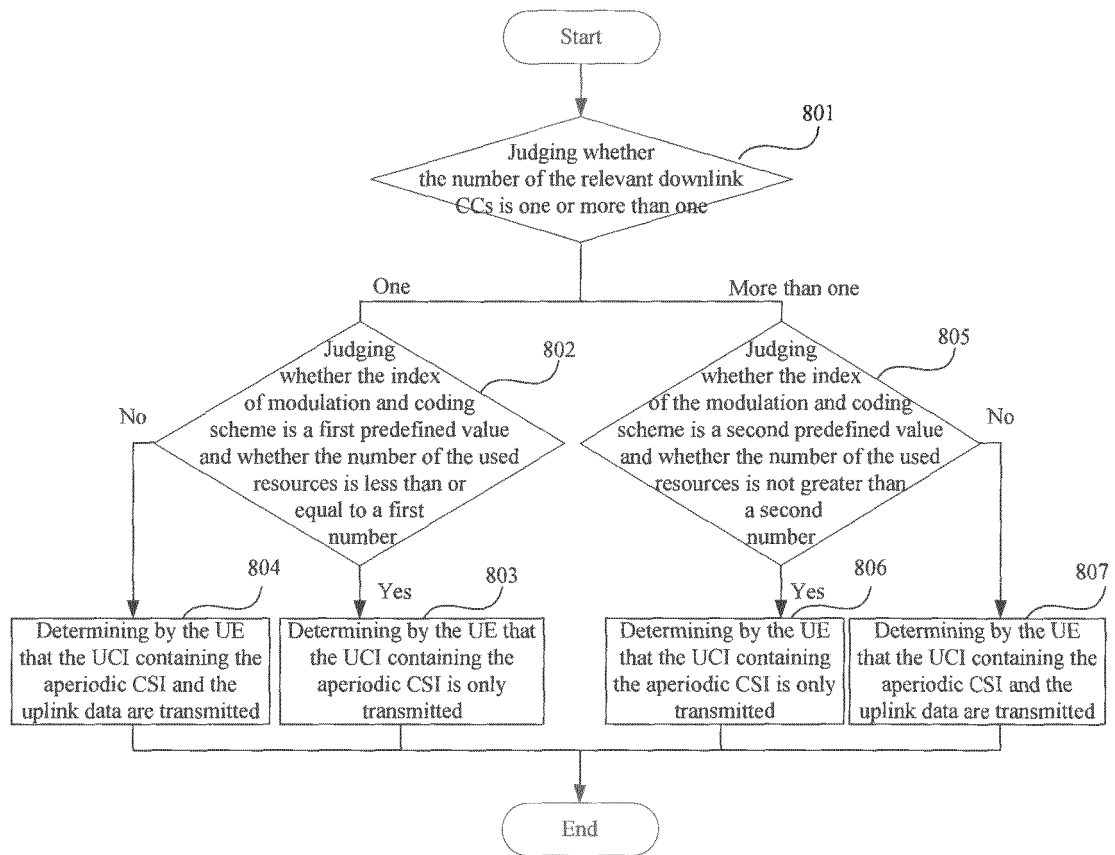 Start
801
Judging whether
the number of the relevant downlink
CCs is one or more than one
One
More than one
802
Judging
whether the index
of modulation and coding
scheme is a first predefined value
and whether the number of the used
resources is less than or
equal to a first
number
No
Yes
805
Judging
whether the index
of the modulation and coding
scheme is a second predefined value
and whether the number of the used
resources is not greater than
a second
number
No
Yes
804
Determining by the UE
that the UCI containing the
aperiodic CSI and the
uplink data are transmitted
803
Determining by the UE that
the UCI containing the
aperiodic CSI is only
transmitted
806
Determining by the UE
that the UCI containing
the aperiodic CSI is only
transmitted
807
Determining by the UE
that the UCI containing the
aperiodic CSI and the
uplink data are transmitted
End